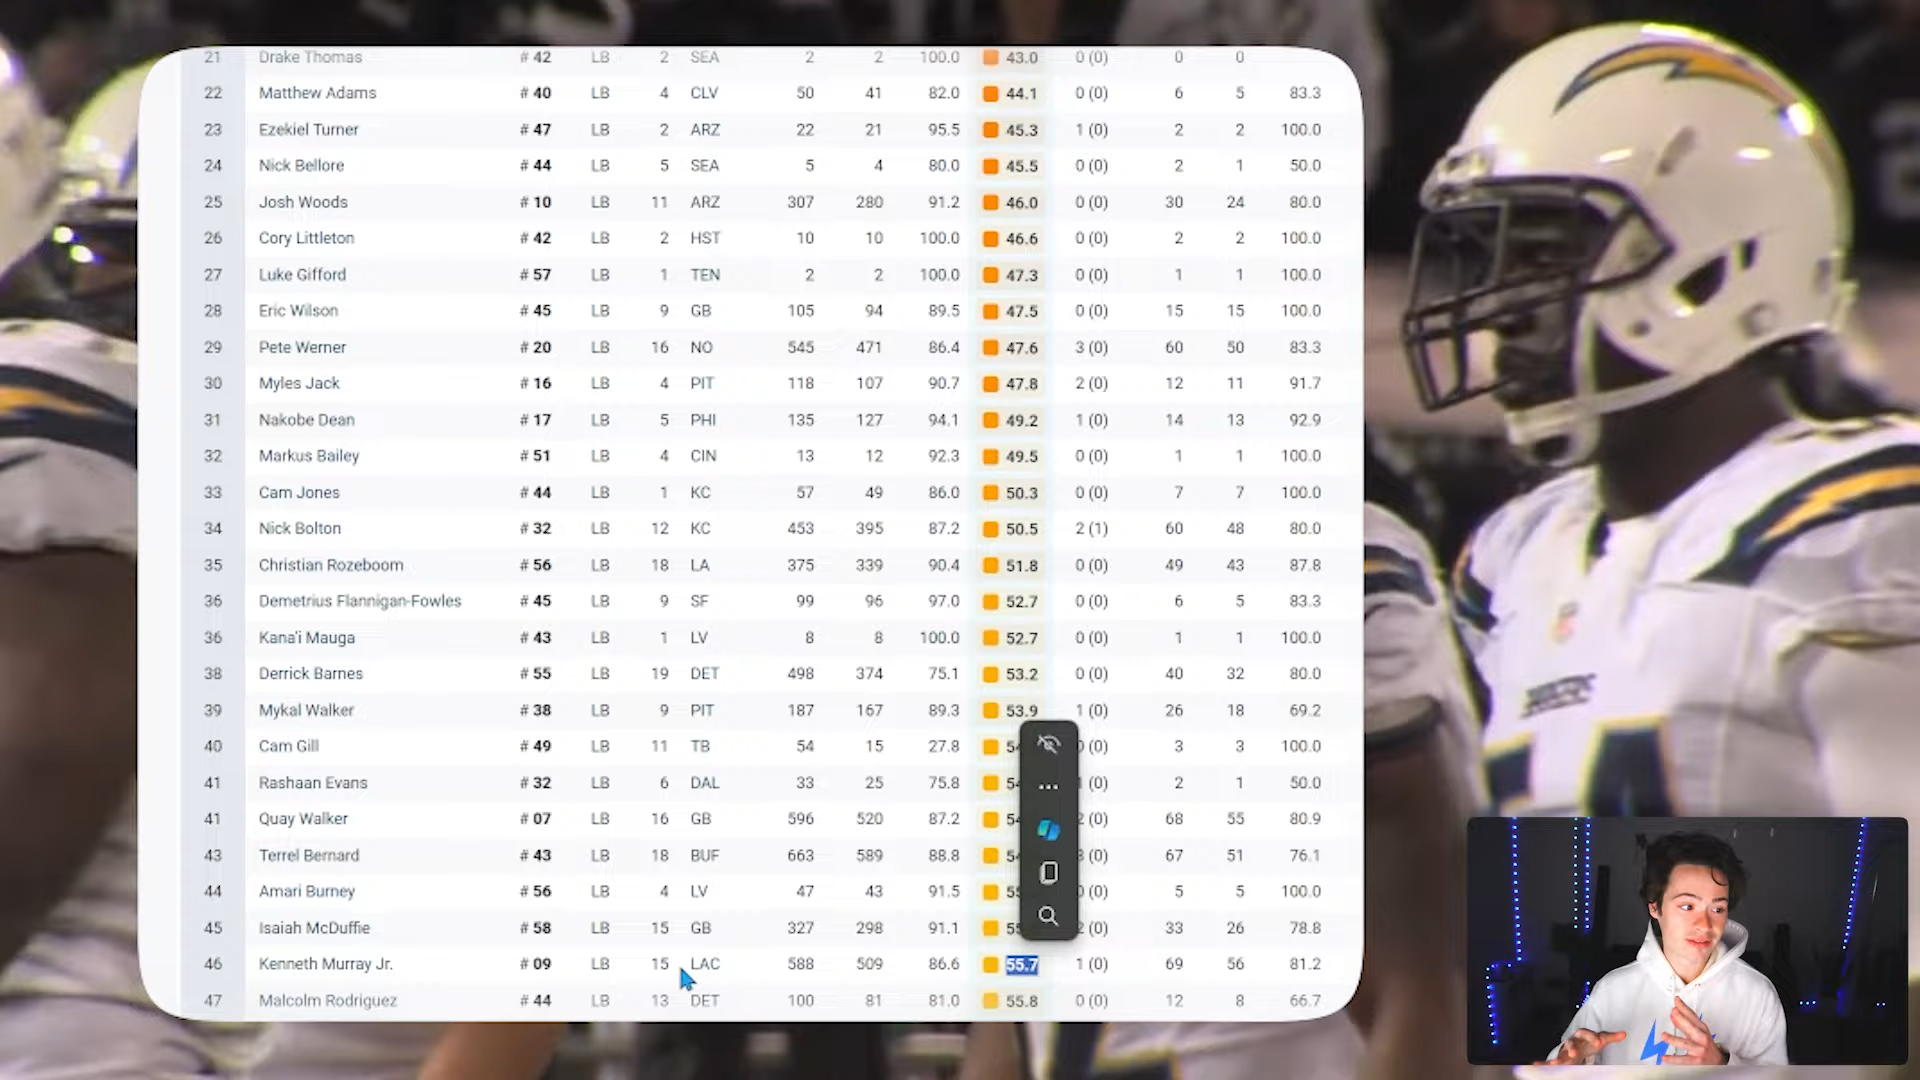 21 Drake Thomas # 42 LB 2 SEA 2 2 100.0 43.0 0 (0) 0 0
22 Matthew Adams # 40 LB 4 CLV 50 41 82.0 44.1 0 (0) 6 5 83.3
23 Ezekiel Turner # 47 LB 2 ARZ 22 21 95.5 45.3 1 (0) 2 2 100.0
24 Nick Bellore # 44 LB 5 SEA 5 4 80.0 45.5 0 (0) 2 1 50.0
25 Josh Woods # 10 LB 11 ARZ 307 280 91.2 46.0 0 (0) 30 24 80.0
26 Cory Littleton # 42 LB 2 HST 10 10 100.0 46.6 0 (0) 2 2 100.0
27 Luke Gifford # 57 LB 1 TEN 2 2 100.0 47.3 0 (0) 1 1 100.0
28 Eric Wilson # 45 LB 9 GB 105 94 89.5 47.5 0 (0) 15 15 100.0
29 Pete Werner # 20 LB 16 NO 545 471 86.4 47.6 3 (0) 60 50 83.3
30 Myles Jack # 16 LB 4 PIT 118 107 90.7 47.8 2 (0) 12 11 91.7
31 Nakobe Dean # 17 LB 5 PHI 135 127 94.1 49.2 1 (0) 14 13 92.9
32 Markus Bailey # 51 LB 4 CIN 13 12 92.3 49.5 0 (0) 1 1 100.0
33 Cam Jones # 44 LB 1 KC 57 49 86.0 50.3 0 (0) 7 7 100.0
34 Nick Bolton # 32 LB 12 KC 453 395 87.2 50.5 2 (1) 60 48 80.0
35 Christian Rozeboom # 56 LB 18 LA 375 339 90.4 51.8 0 (0) 49 43 87.8
36 Demetrius Flannigan-Fowles # 45 LB 9 SF 99 96 97.0 52.7 0 (0) 6 5 83.3
36 Kana'i Mauga # 43 LB 1 LV 8 8 100.0 52.7 0 (0) 1 1 100.0
38 Derrick Barnes # 55 LB 19 DET 498 374 75.1 53.2 0 (0) 40 32 80.0
39 Mykal Walker # 38 LB 9 PIT 187 167 89.3 53.9 1 (0) 26 18 69.2
40 Cam Gill # 49 LB 11 TB 54 15 27.8 (0) 3 3 100.0
41 Rashaan Evans # 32 LB 6 DAL 33 25 75.8 (0) 2 1 50.0
41 Quay Walker # 07 LB 16 GB 596 520 87.2 (0) 68 55 80.9
43 Terrel Bernard # 43 LB 18 BUF 663 589 88.8 (0) 67 51 76.1
44 Amari Burney # 56 LB 4 LV 47 43 91.5 (0) 5 5 100.0
45 Isaiah McDuffie # 58 LB 15 GB 327 298 91.1 (0) 33 26 78.8
46 Kenneth Murray Jr. # 09 LB 15 LAC 588 509 86.6 55.7 1 (0) 69 56 81.2
47 Malcolm Rodriguez # 44 LB 13 DET 100 81 81.0 55.8 0 (0) 12 8 66.7